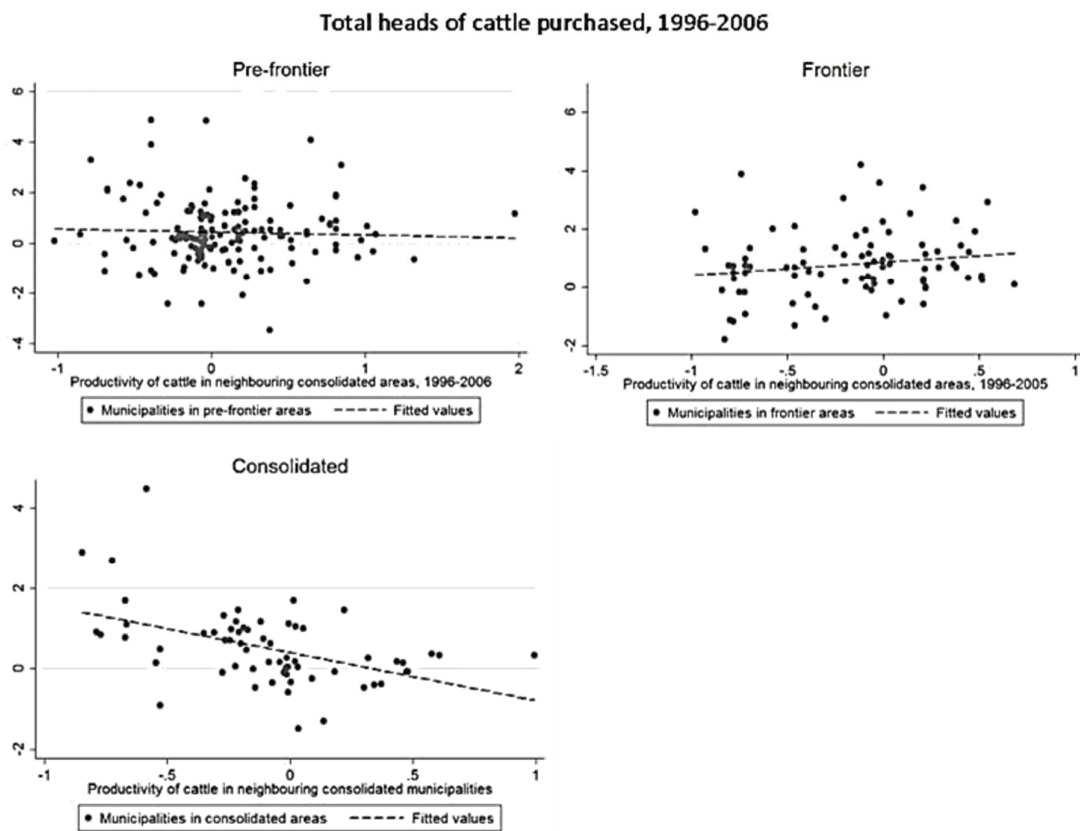 Total heads of cattle purchased, 1996-2006
Pre-frontier
6
4
2
0
-2
-4
-1
0
1
2
Productivity of cattle in neighbouring consolidated areas, 1996-2006
Municipalities in pre-frontier areas
Fitted values
Frontier
6
4
2
0
-2
-1.5
-1
-.5
0
.5
1
Productivity of cattle in neighbouring consolidated areas, 1996-2005
Municipalities in frontier areas
Fitted values
Consolidated
4
2
0
-2
-1
-.5
0
.5
1
Productivity of cattle in neighbouring consolidated municipalities
Municipalities in consolidated areas
Fitted values